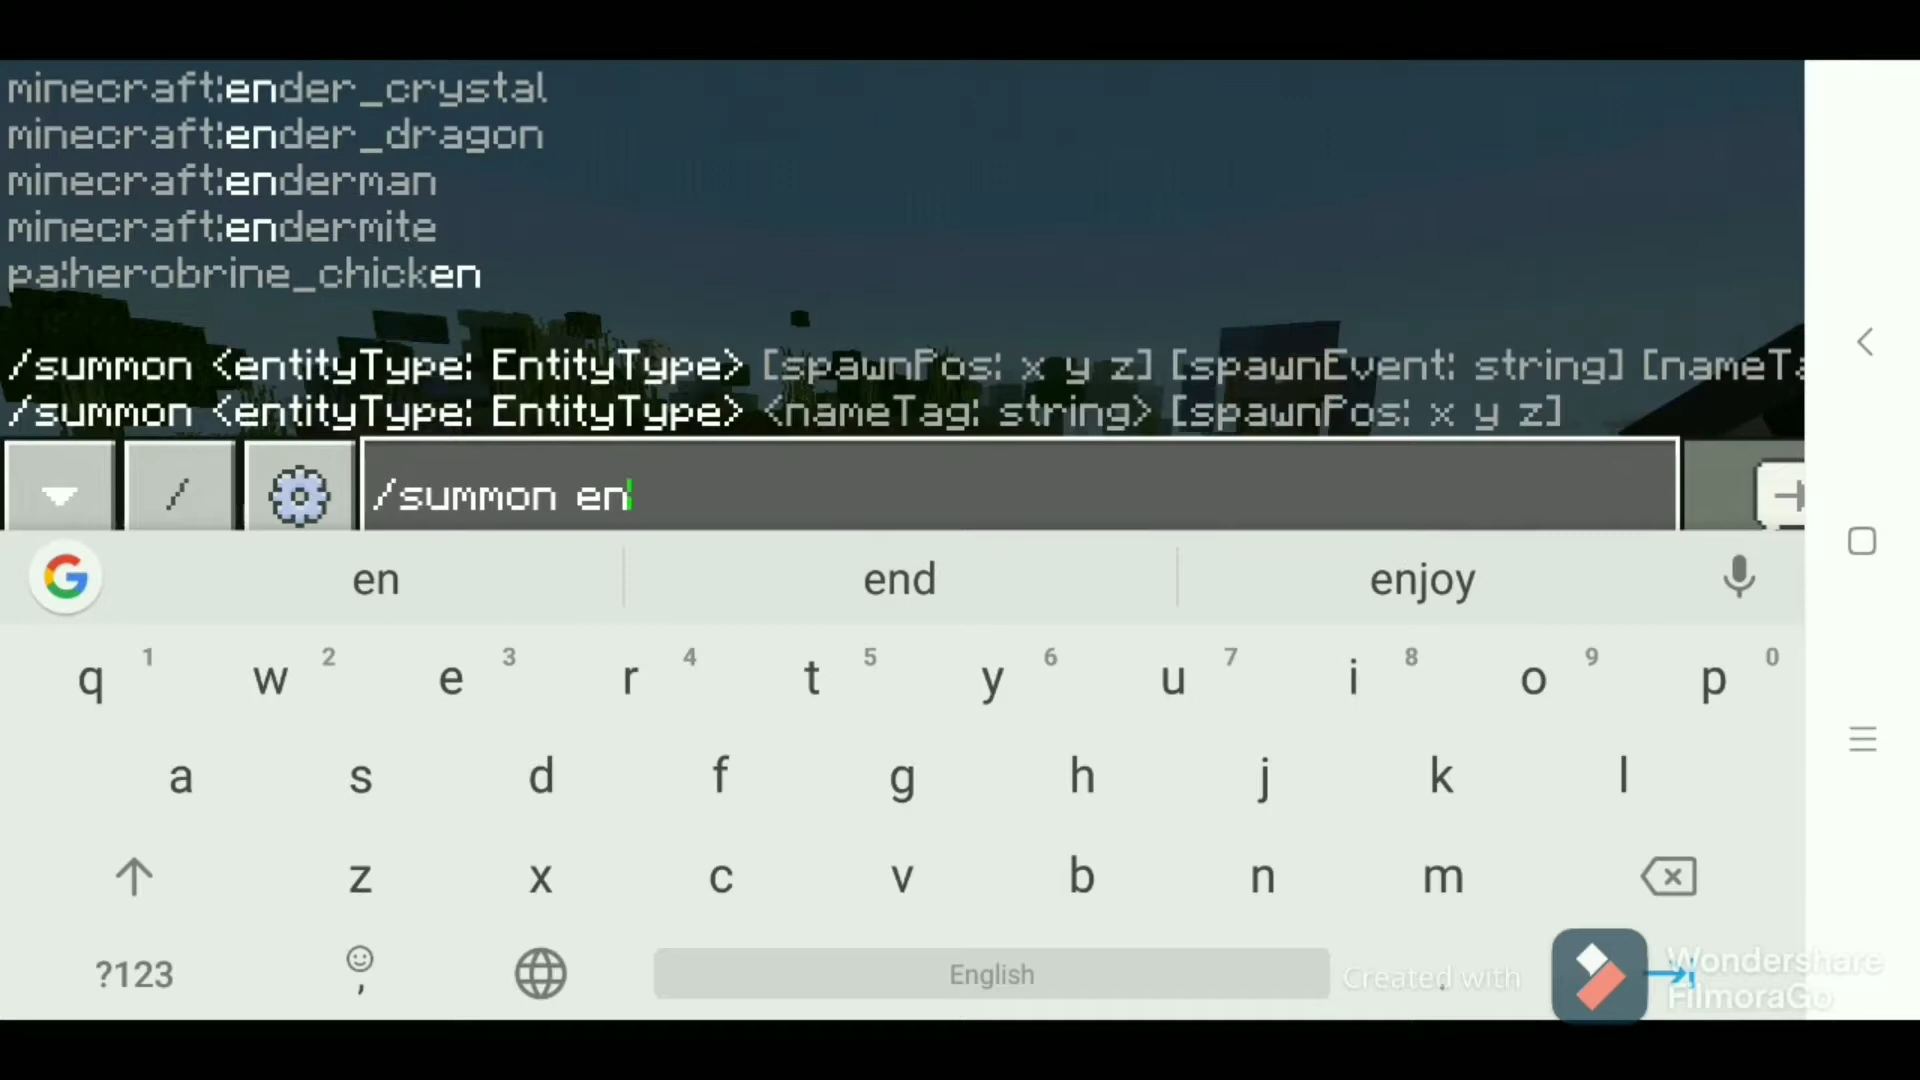 minecraft:ender_crystal
minecraft:ender_dragon
minecraft:enderman
minecraft:endermite
pa:herobrine_chicken
/summon <entityType: EntityType> [spawnPos: x y z] [spawnEvent: string] [nameTa
/summon <entityType: EntityType> <nameTag: string> [spawnPos: x y z]
/ /summon en
G en end enjoy
q 1 w 2 e 3 r 4 t 5 y 6 u 7 i 8 o 9 p 0
a s d f g h j k l
z x c v b n m
?123 , English .
Created with Wondershare
FilmoraGo